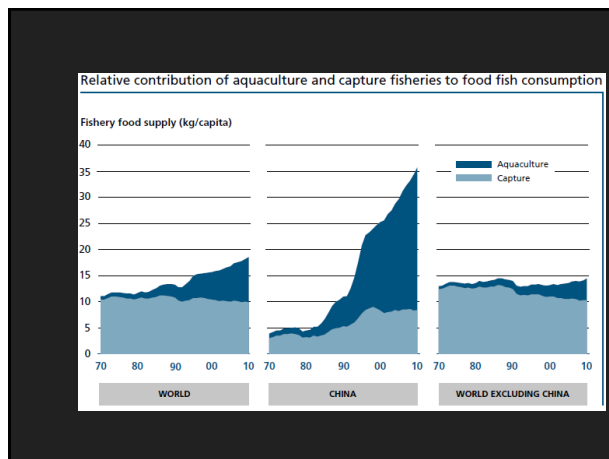 Relative contribution of aquaculture and capture fisheries to food fish consumption
Fishery food supply (kg/capita)
40
35
30
25
20
15
10
5
0
Aquaculture
Capture
70 80 90 00 10 70 80 90 00 10 70 80 90 00 10
WORLD CHINA WORLD EXCLUDING CHINA